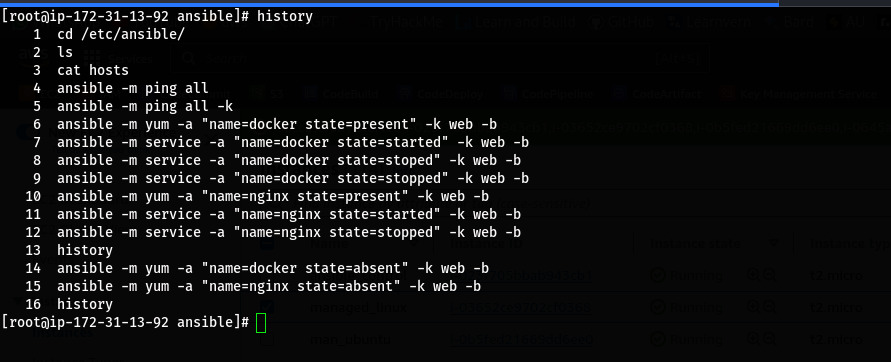 [root@ip-172-31-13-92 ansible]# history
1 cd /etc/ansible/
2 ls
3 cat hosts
4 ansible -m ping all
5 ansible -m ping all -k
6 ansible -m yum -a "name=docker state=present" -k web -b
7 ansible -m service -a "name=docker state=started" -k web -b
8 ansible -m service -a "name=docker state=stoped" -k web -b
9 ansible -m service -a "name=docker state=stopped" -k web -b
10 ansible -m yum -a "name=nginx state=present" -k web -b
11 ansible -m service -a "name=nginx state=started" -k web -b
12 ansible -m service -a "name=nginx state=stopped" -k web -b
13 history
14 ansible -m yum -a "name=docker state=absent" -k web -b
15 ansible -m yum -a "name=nginx state=absent" -k web -b
16 history
[root@ip-172-31-13-92 ansible]#